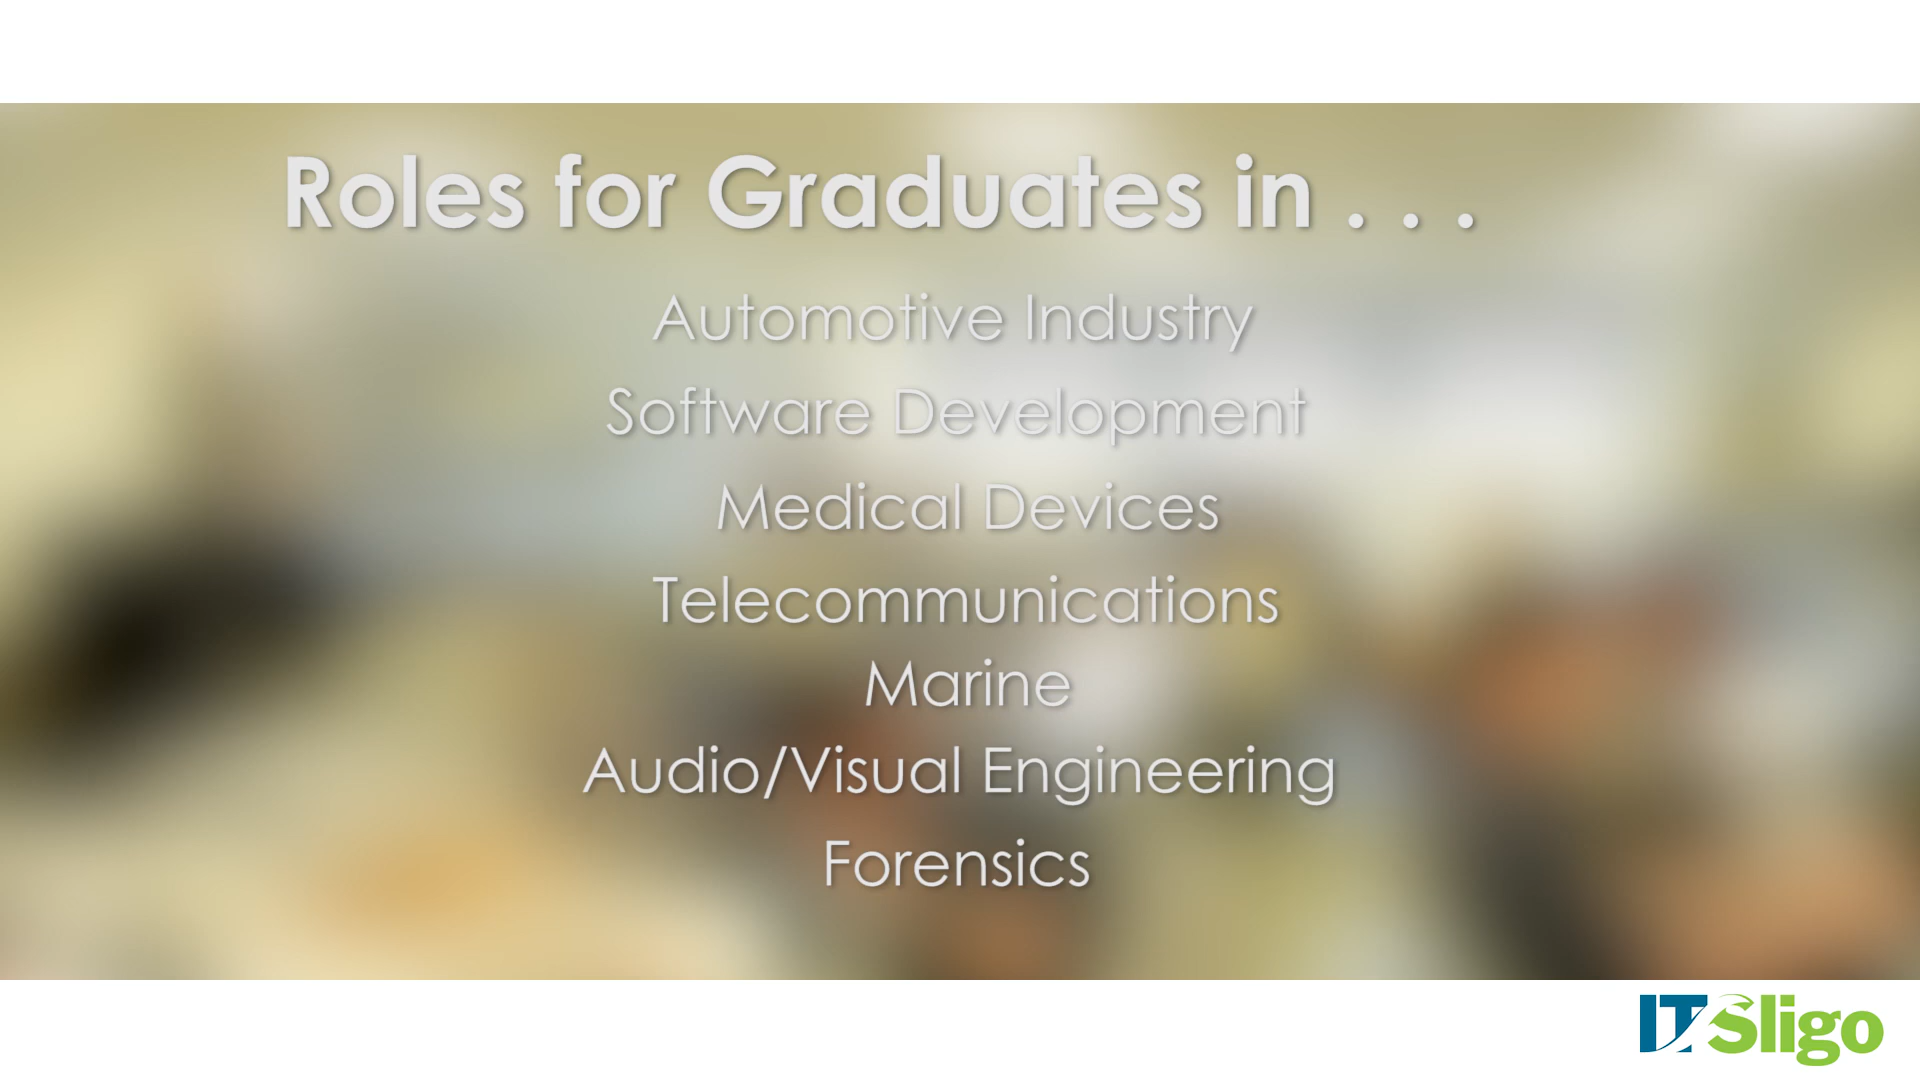 Roles for Graduates in . . .
Automotive Industry
Software Development
Medical Devices
Telecommunications
Marine
Audio/Visual Engineering
Forensics
IT Sligo